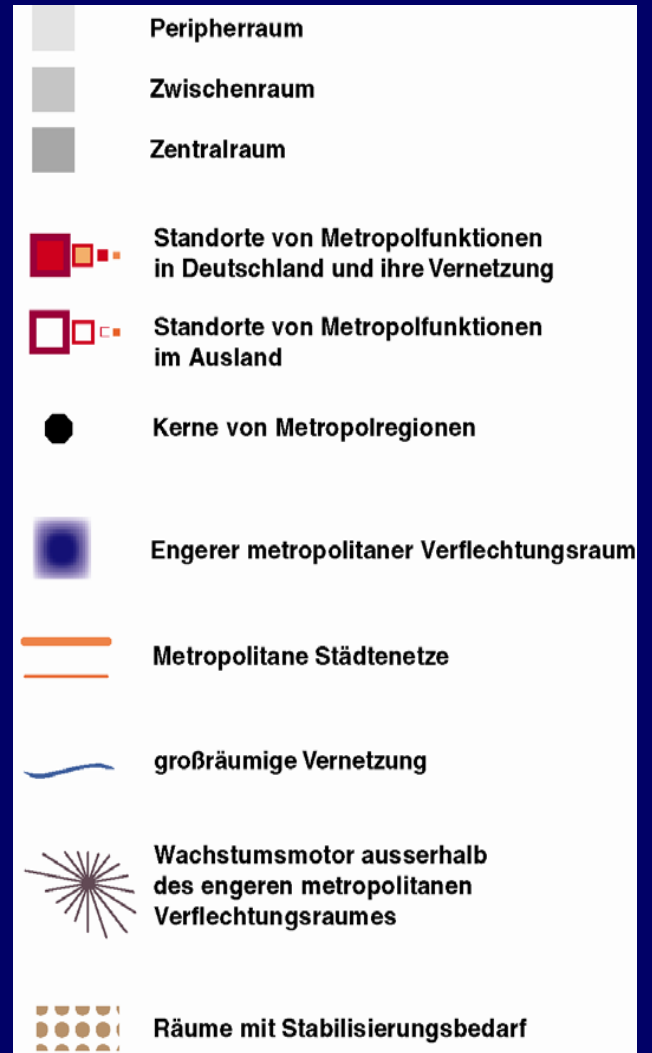 Peripherraum
Zwischenraum
Zentralraum
Standorte von Metropolfunktionen
in Deutschland und ihre Vernetzung
Standorte von Metropolfunktionen
im Ausland
Kerne von Metropolregionen
Engerer metropolitaner Verflechtungsraum
Metropolitane Städtenetze
großräumige Vernetzung
Wachstumsmotor ausserhalb
des engeren metropolitanen
Verflechtungsraumes
Räume mit Stabilisierungsbedarf